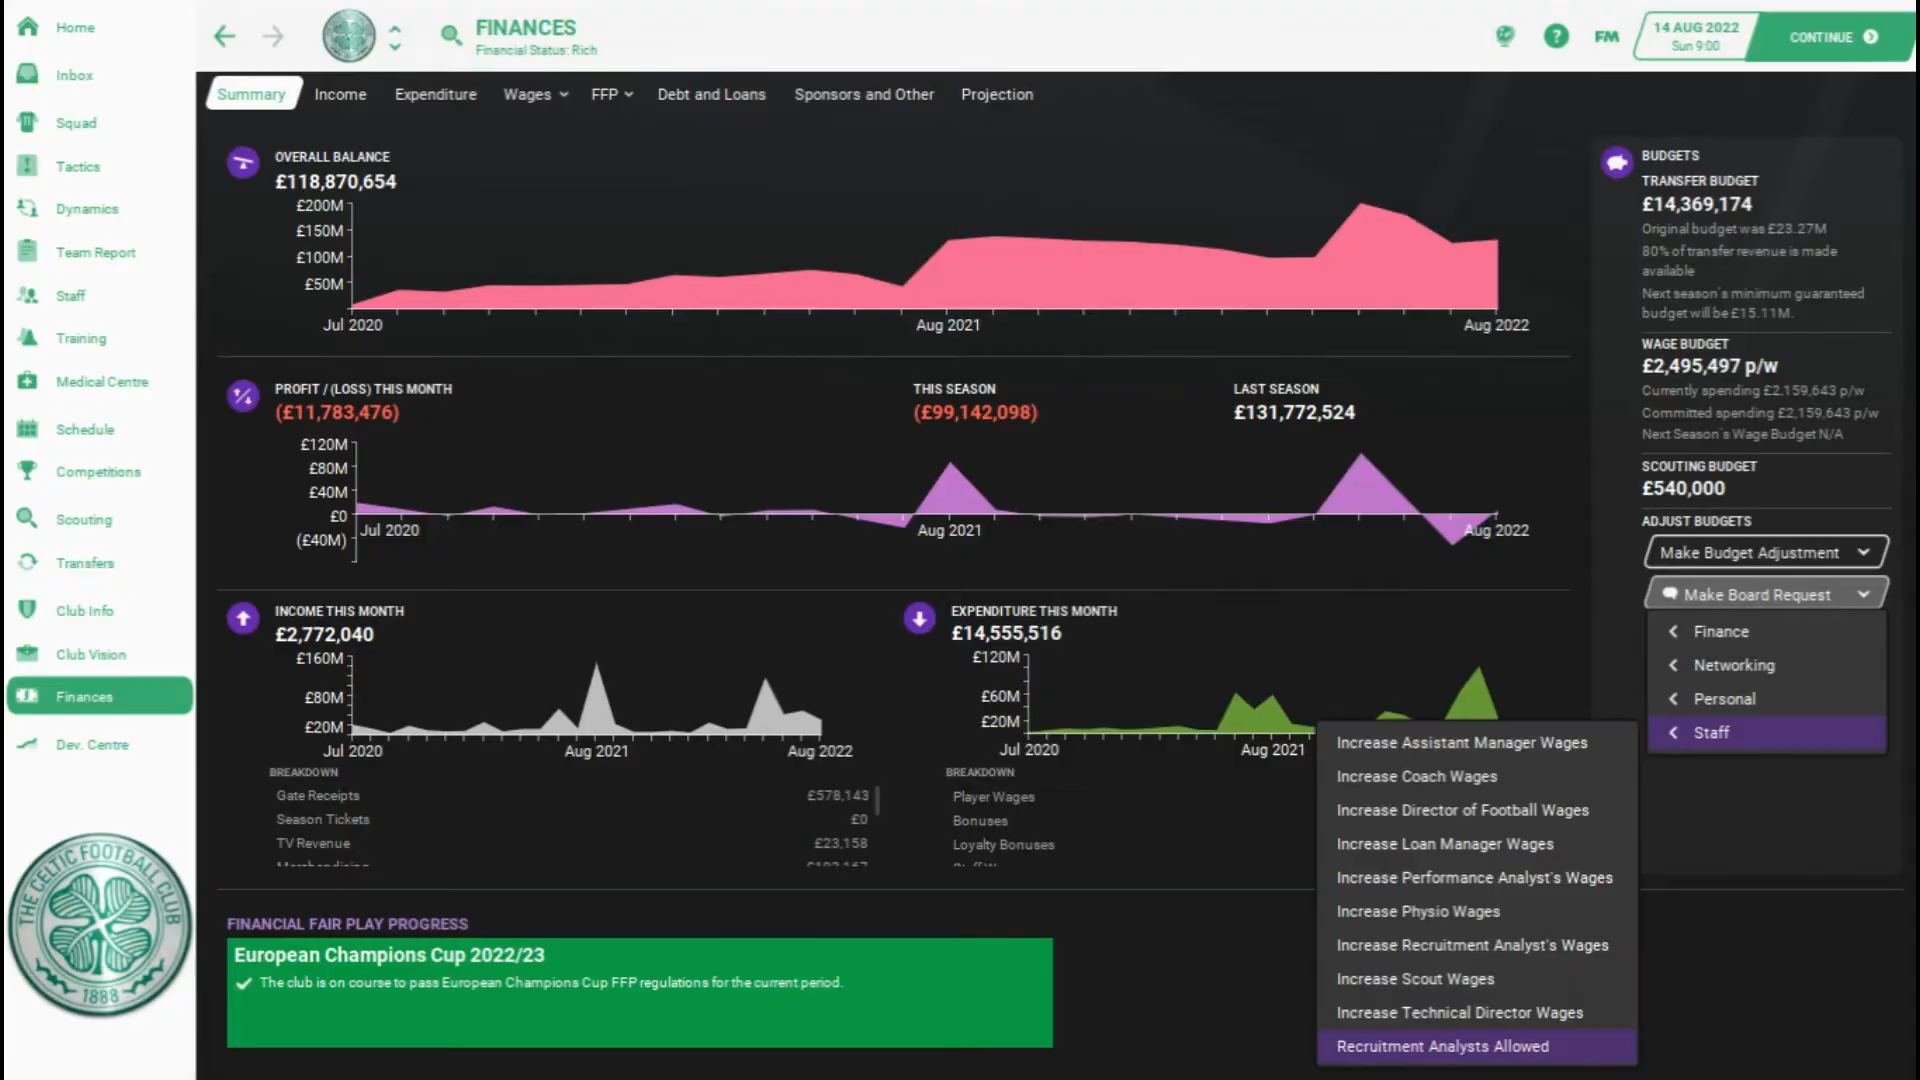 Home
Inbox
Squad
Tactics
Dynamics
Team Report
Staff
Training
Medical Centre
Schedule
Competitions
Scouting
Transfers
Club Info
Club Vision
Finances
Dev. Centre
THE CELTIC FOOTBALL CLUB
1888
FINANCES
Financial Status: Rich
?
FM
14 AUG 2022
Sun 9:00
CONTINUE
Summary
Income
Expenditure
Wages
FFP
Debt and Loans
Sponsors and Other
Projection
OVERALL BALANCE
£118,870,654
£200M
£150M
£100M
£50M
Jul 2020
Aug 2021
Aug 2022
PROFIT / (LOSS) THIS MONTH
(£11,783,476)
THIS SEASON
(£99,142,098)
LAST SEASON
£131,772,524
£120M
£80M
£40M
£0
(£40M)
Jul 2020
Aug 2021
Aug 2022
INCOME THIS MONTH
£2,772,040
£160M
£80M
£20M
Jul 2020
Aug 2021
Aug 2022
BREAKDOWN
Gate Receipts £578,143
Season Tickets £0
TV Revenue £23,158
EXPENDITURE THIS MONTH
£14,555,516
£120M
£60M
£20M
Jul 2020
Aug 2021
BREAKDOWN
Player Wages
Bonuses
Loyalty Bonuses
FINANCIAL FAIR PLAY PROGRESS
European Champions Cup 2022/23
The club is on course to pass European Champions Cup FFP regulations for the current period.
BUDGETS
TRANSFER BUDGET
£14,369,174
Original budget was £23.27M
80% of transfer revenue is made
available
Next season's minimum guaranteed
budget will be £15.11M.
WAGE BUDGET
£2,495,497 p/w
Currently spending £2,159,643 p/w
Committed spending £2,159,643 p/w
Next Season's Wage Budget N/A
SCOUTING BUDGET
£540,000
ADJUST BUDGETS
Make Budget Adjustment
Make Board Request
Finance
Networking
Personal
Staff
Increase Assistant Manager Wages
Increase Coach Wages
Increase Director of Football Wages
Increase Loan Manager Wages
Increase Performance Analyst's Wages
Increase Physio Wages
Increase Recruitment Analyst's Wages
Increase Scout Wages
Increase Technical Director Wages
Recruitment Analysts Allowed